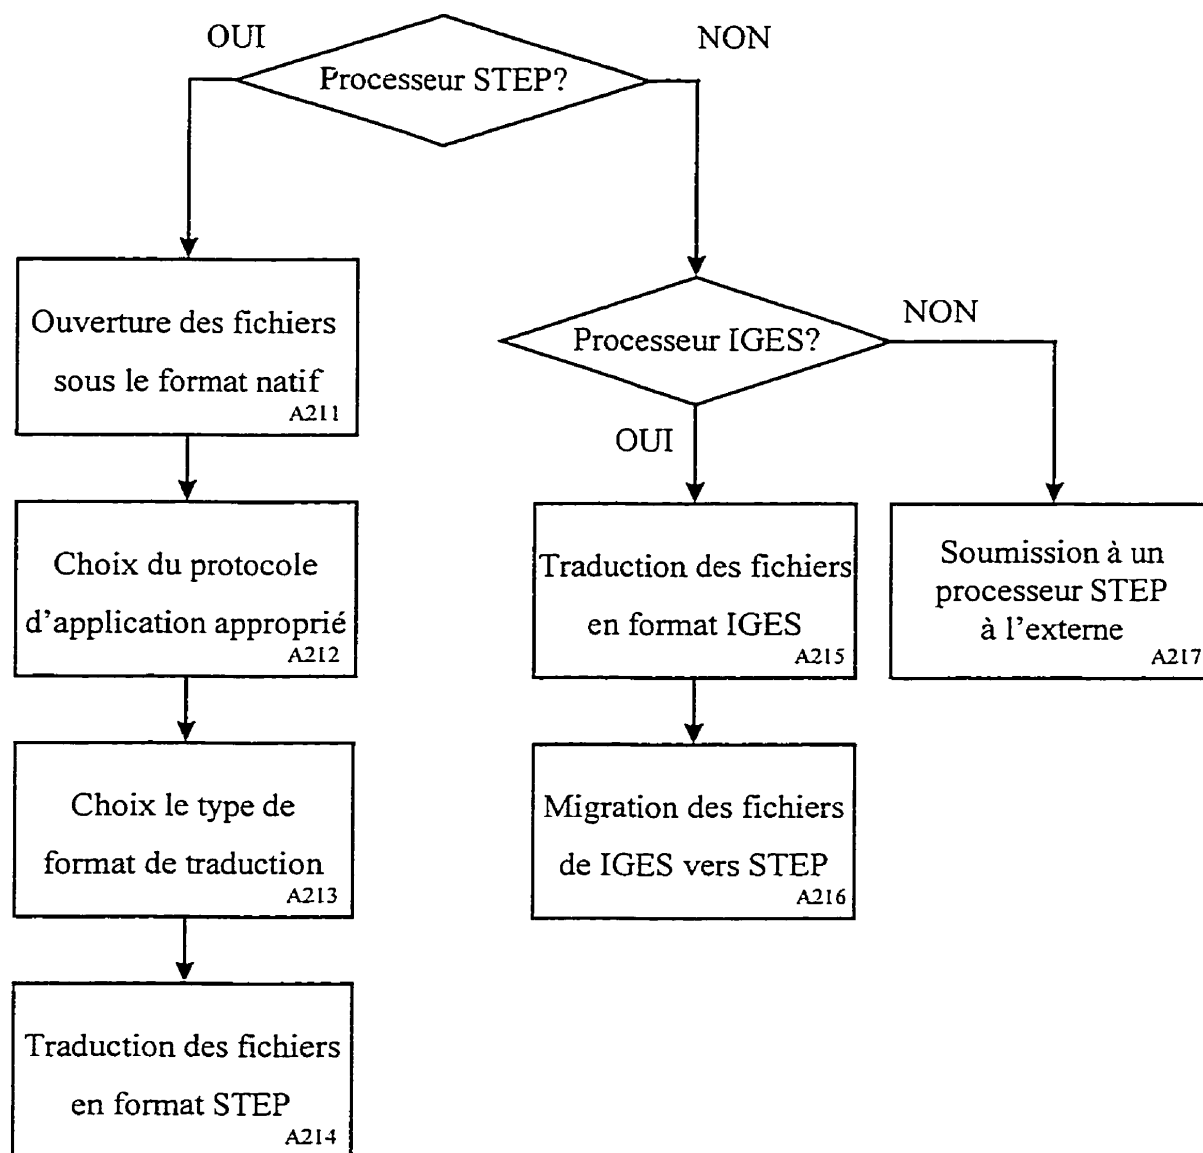 OUI
NON
Processeur STEP?
Ouverture des fichiers
sous le format natif
A211
Processeur IGES?
NON
OUI
Choix du protocole
d'application approprié
A212
Traduction des fichiers
en format IGES
A215
Soumission à un
processeur STEP
à l'externe
A217
Choix le type de
format de traduction
A213
Migration des fichiers
de IGES vers STEP
A216
Traduction des fichiers
en format STEP
A214